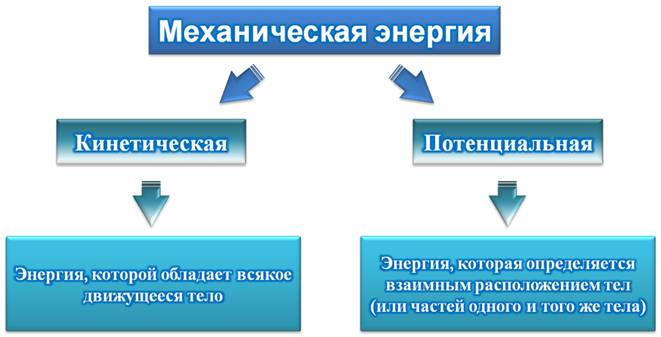 Механическая энергия
Кинетическая
Потенциальная
Энергия, которой обладает всякое
движущееся тело
Энергия, которая определяется
взаимным расположением тел
(или частей одного и того же тела)